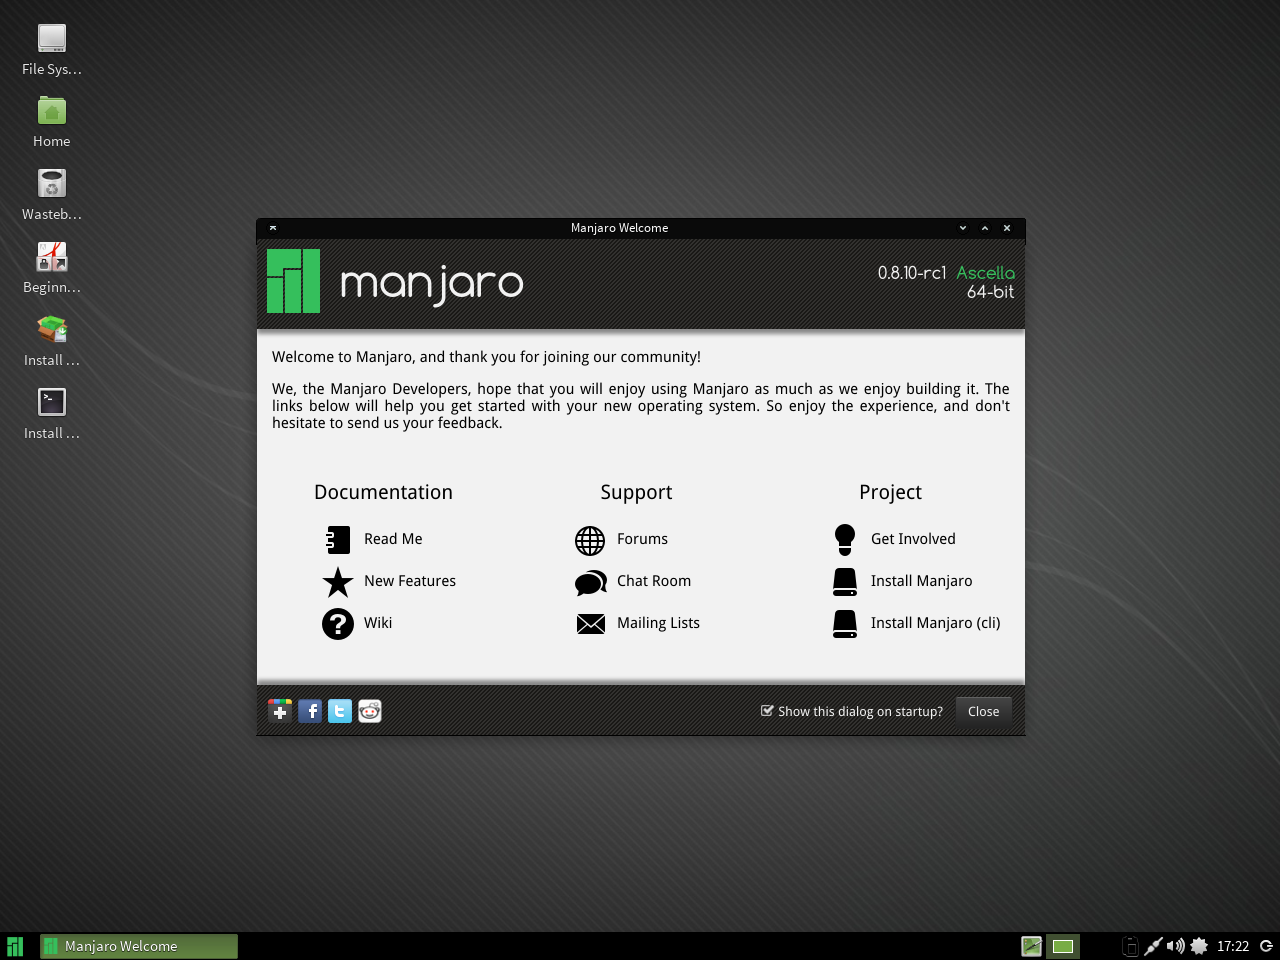 File Sys...
Home
Wasteb...
Beginn...
Install ...
Install ...
Manjaro Welcome
manjaro
0.8.10-rc1 Ascella
64-bit
Welcome to Manjaro, and thank you for joining our community!
We, the Manjaro Developers, hope that you will enjoy using Manjaro as much as we enjoy building it. The
links below will help you get started with your new operating system. So enjoy the experience, and don't
hesitate to send us your feedback.
Documentation
Read Me
New Features
Wiki
Support
Forums
Chat Room
Mailing Lists
Project
Get Involved
Install Manjaro
Install Manjaro (cli)
Show this dialog on startup?
Close
Manjaro Welcome
17:22